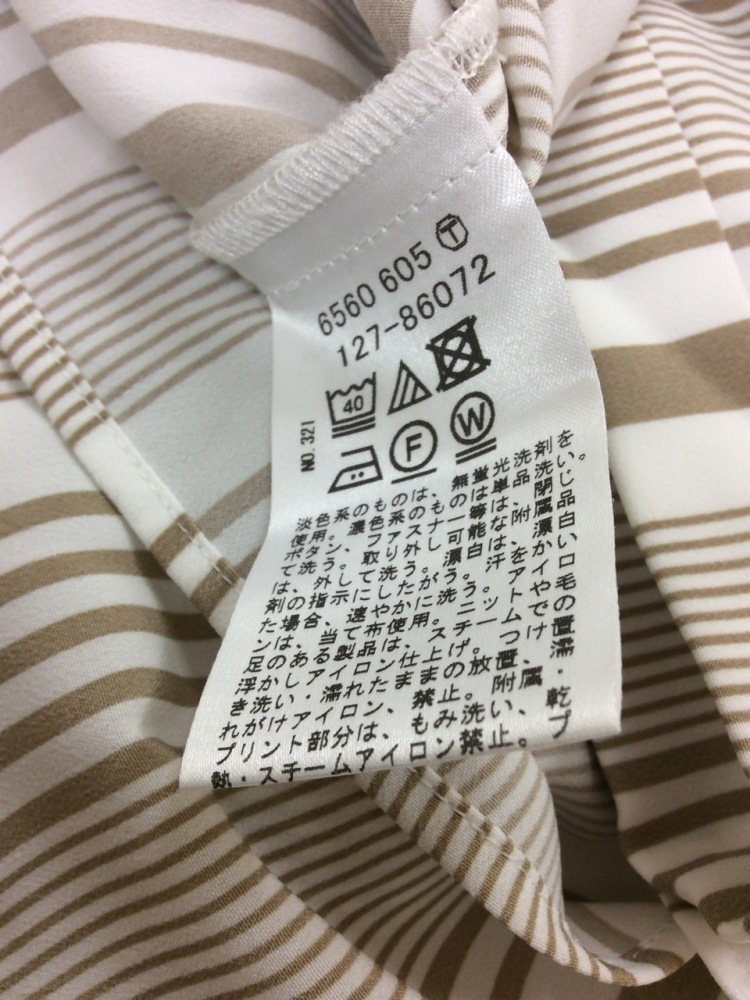 6560 605 T
127-86072
40
NO.321
F W
淡色系のものは、無蛍光洗剤を
使用。濃色系のものは単品洗い。
ボタン、ファスナー等は、閉じ
て洗う。取り外し可能な附属品
は、外して洗う。漂白は、漂白
剤の指示にしたがう。汗をかい
た場合、速やかに洗う。アイロ
ンは、当て布使用。ニットや毛
足のある製品は、スチームでの
浮かしアイロン仕上げ。つけ置
き洗い・濡れたままの放置、濡
れがけアイロン、禁止。附属・
プリント部分は、もみ洗い、乾
熱・スチームアイロン禁止。プ